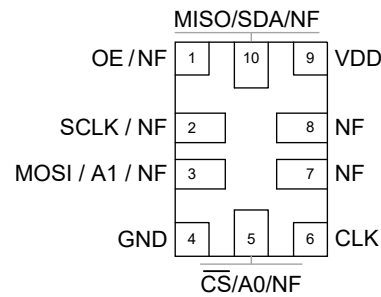 MISO/SDA/NF
OE / NF 1 10 9 VDD
SCLK / NF 2 8 NF
MOSI / A1 / NF 3 7 NF
GND 4 5 6 CLK
C̅S̅/A0/NF